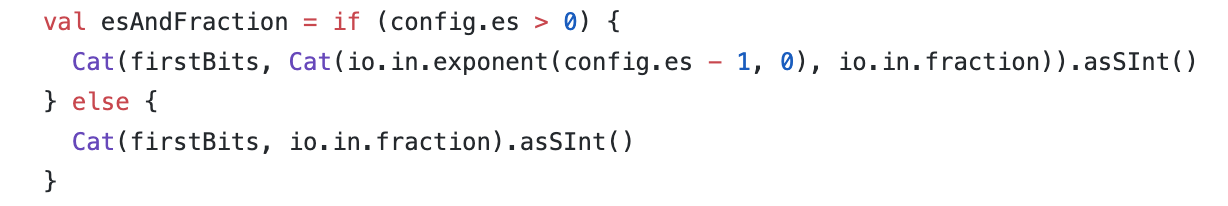 val esAndFraction = if (config.es > 0) {
  Cat(firstBits, Cat(io.in.exponent(config.es - 1, 0), io.in.fraction)).asSInt()
} else {
  Cat(firstBits, io.in.fraction).asSInt()
}